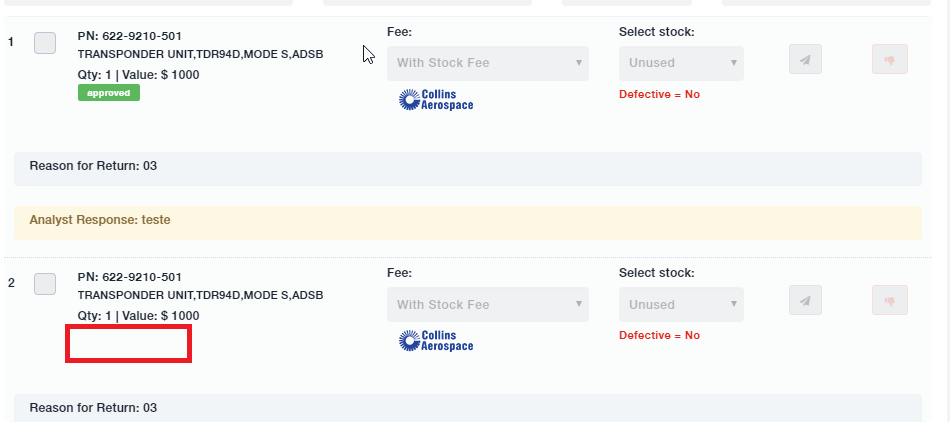 1
PN: 622-9210-501
TRANSPONDER UNIT,TDR94D,MODE S,ADSB
Qty: 1 | Value: $ 1000
approved
Fee:
With Stock Fee
Collins
Aerospace
Select stock:
Unused
Defective = No
Reason for Return: 03
Analyst Response: teste
2
PN: 622-9210-501
TRANSPONDER UNIT,TDR94D,MODE S,ADSB
Qty: 1 | Value: $ 1000
Fee:
With Stock Fee
Collins
Aerospace
Select stock:
Unused
Defective = No
Reason for Return: 03